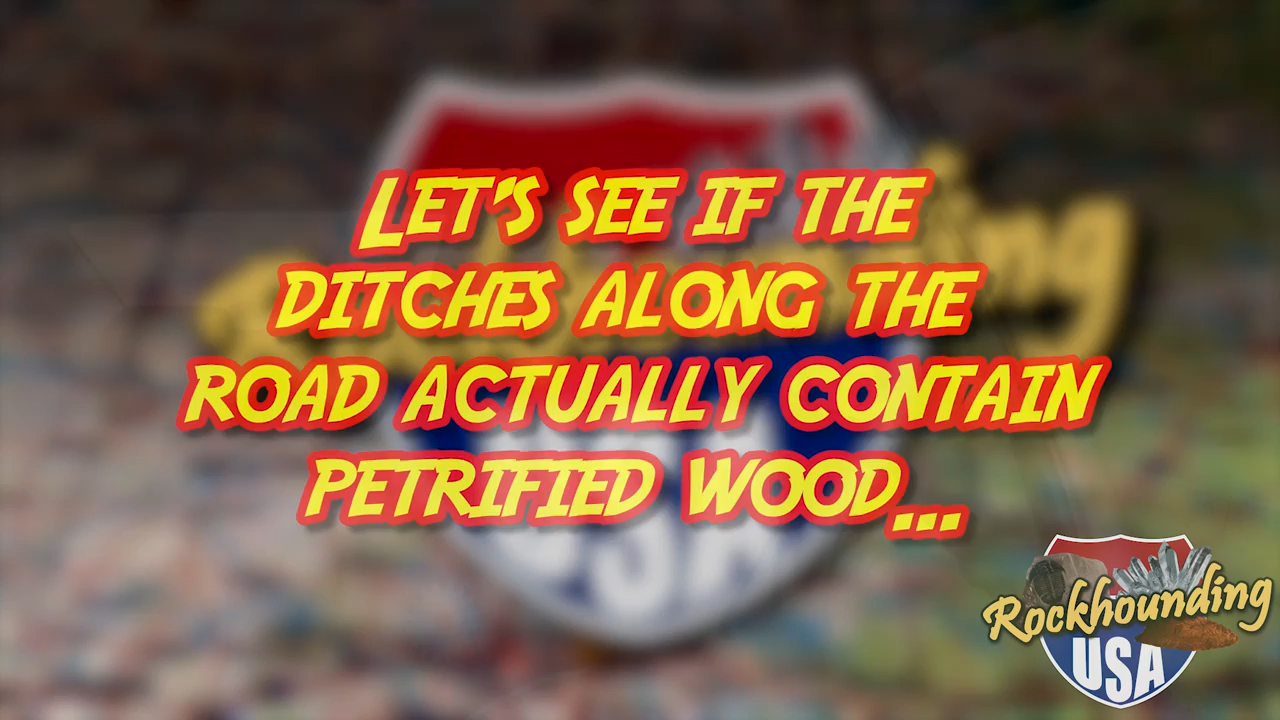 Let's see if the
ditches along the
road actually contain
petrified wood...
Rockhounding
USA